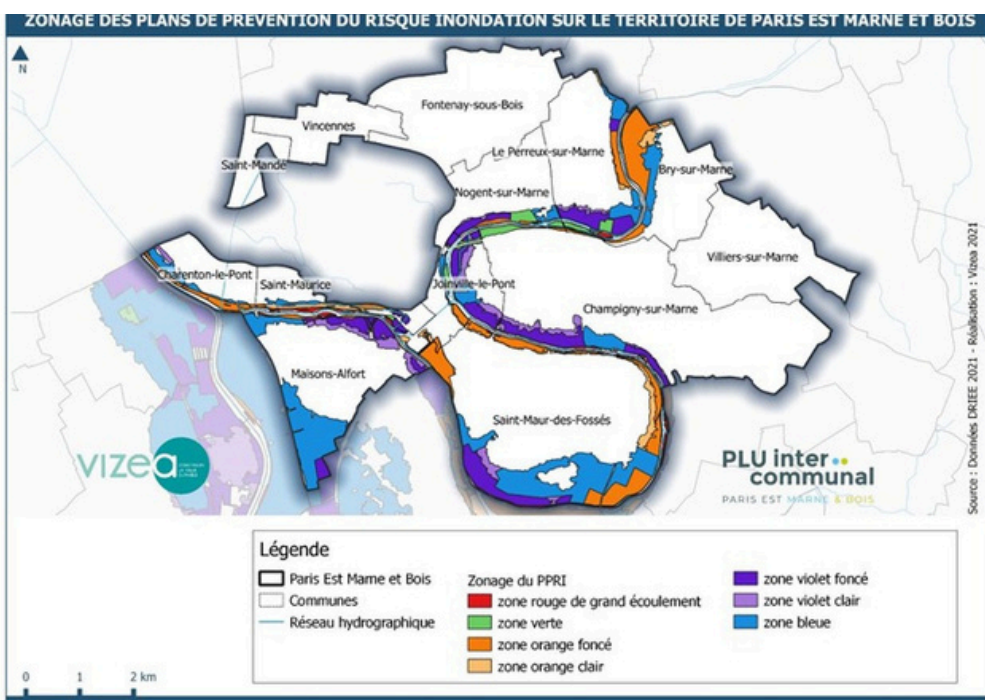 ZONAGE DES PLANS DE PRÉVENTION DU RISQUE INONDATION SUR LE TERRITOIRE DE PARIS EST MARNE ET BOIS
N
Fontenay-sous-Bois
Vincennes
Saint-Mandé
Le Perreux-sur-Marne
Bry-sur-Marne
Nogent-sur-Marne
Villiers-sur-Marne
Charenton-le-Pont
Saint-Maurice
Joinville-le-Pont
Champigny-sur-Marne
Maisons-Alfort
Saint-Maur-des-Fossés
vizea
PLU inter
communal
PARIS EST MARNE & BOIS
Source : Données DRIEE 2021 - Réalisation : Vizea 2021
Légende
Paris Est Marne et Bois
Communes
Réseau hydrographique
Zonage du PPRI
zone rouge de grand écoulement
zone verte
zone orange foncé
zone orange clair
zone violet foncé
zone violet clair
zone bleue
0 1 2 km